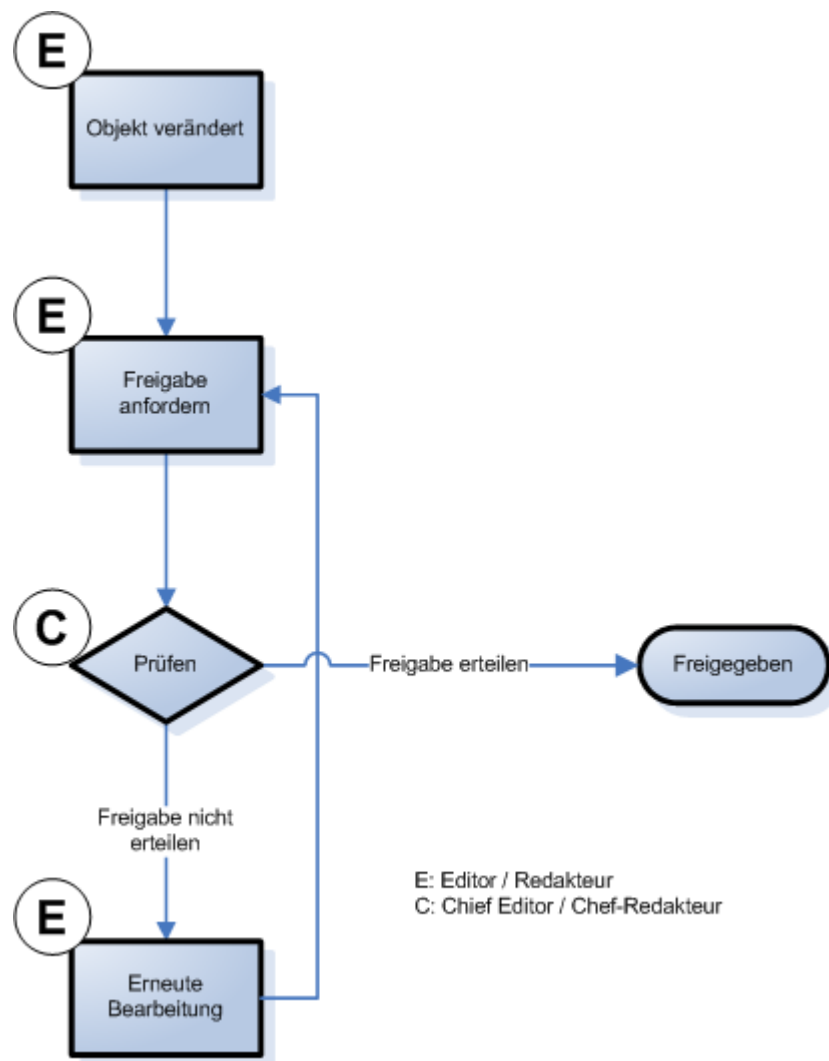 E
Objekt verändert
E
Freigabe
anfordern
C
Prüfen
Freigabe erteilen
Freigegeben
Freigabe nicht
erteilen
E: Editor / Redakteur
C: Chief Editor / Chef-Redakteur
E
Erneute
Bearbeitung